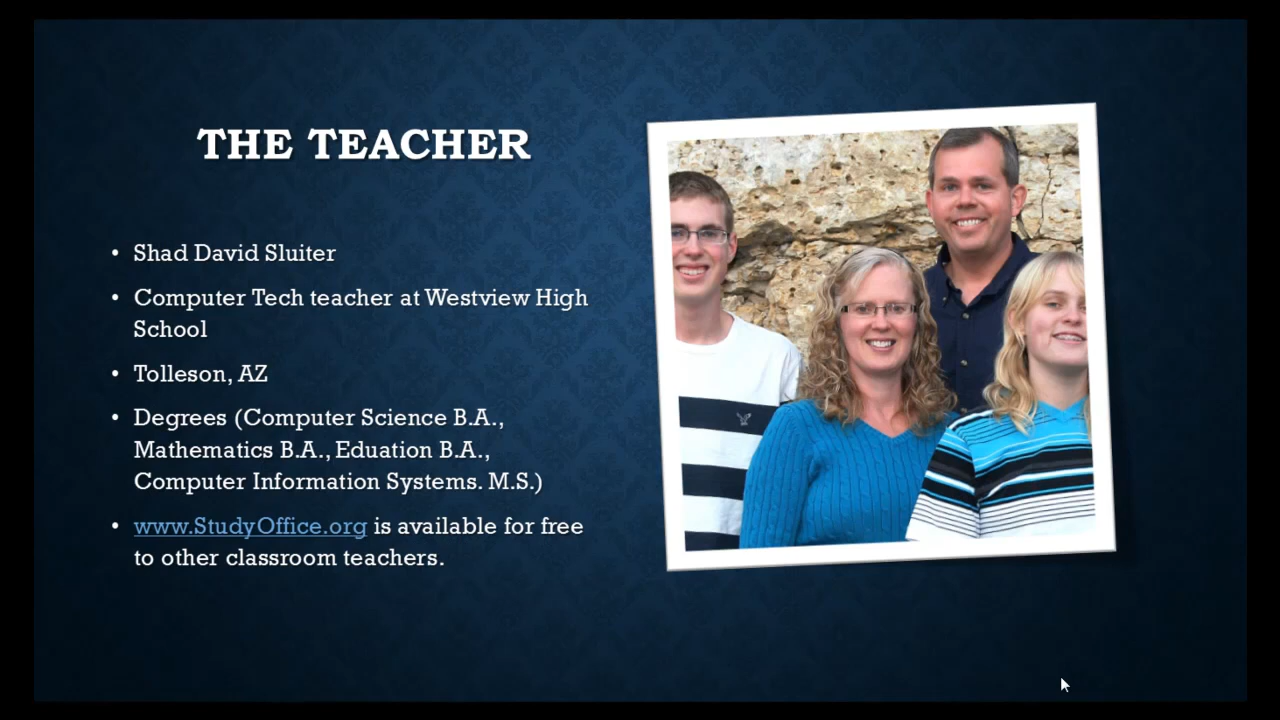 THE TEACHER
• Shad David Sluiter
• Computer Tech teacher at Westview High
School
• Tolleson, AZ
• Degrees (Computer Science B.A.,
Mathematics B.A., Eduation B.A.,
Computer Information Systems. M.S.)
• www.StudyOffice.org is available for free
to other classroom teachers.